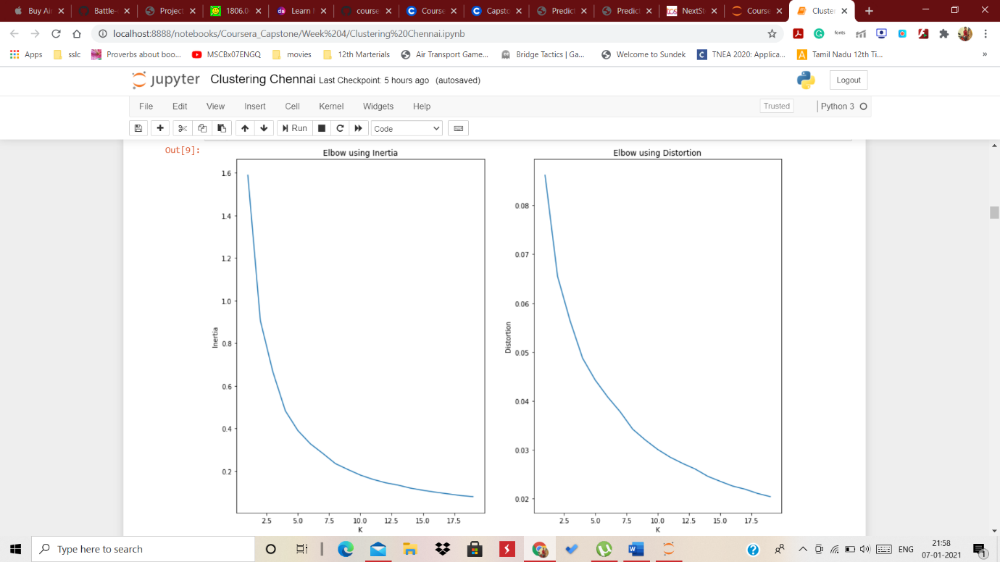 Buy Ai Battle- Project 1806.0 Learn course Course Capsto Predict Predict NextSt Course Cluster
localhost:8888/notebooks/Coursera_Capstone/Week%204/Clustering%20Chennai.ipynb
Apps sslc Proverbs about boo... MSCBx07ENGQ movies 12th Marterials Air Transport Game... Bridge Tactics | Ga... Welcome to Sundek TNEA 2020: Applica... Tamil Nadu 12th Ti... »
jupyter Clustering Chennai Last Checkpoint: 5 hours ago (autosaved) Logout
File Edit View Insert Cell Kernel Widgets Help Trusted Python 3
Run Code
Out[9]:
Elbow using Inertia
1.6
1.4
1.2
1.0
0.8
0.6
0.4
0.2
Inertia
2.5 5.0 7.5 10.0 12.5 15.0 17.5
K
Elbow using Distortion
0.08
0.07
0.06
0.05
0.04
0.03
0.02
Distortion
2.5 5.0 7.5 10.0 12.5 15.0 17.5
K
Type here to search
ENG
21:58
07-01-2021
1